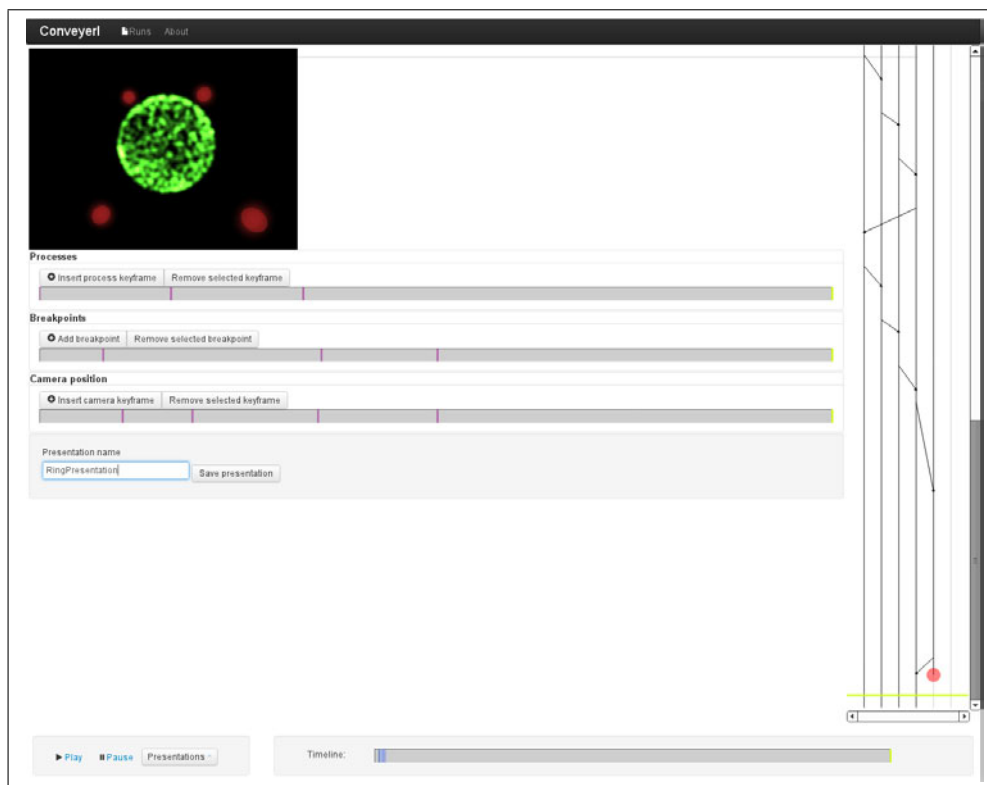 Conveyerl Runs About
Processes
Insert process keyframe Remove selected keyframe
Breakpoints
Add breakpoint Remove selected breakpoint
Camera position
Insert camera keyframe Remove selected keyframe
Presentation name
RingPresentation Save presentation
Play Pause Presentations Timeline: